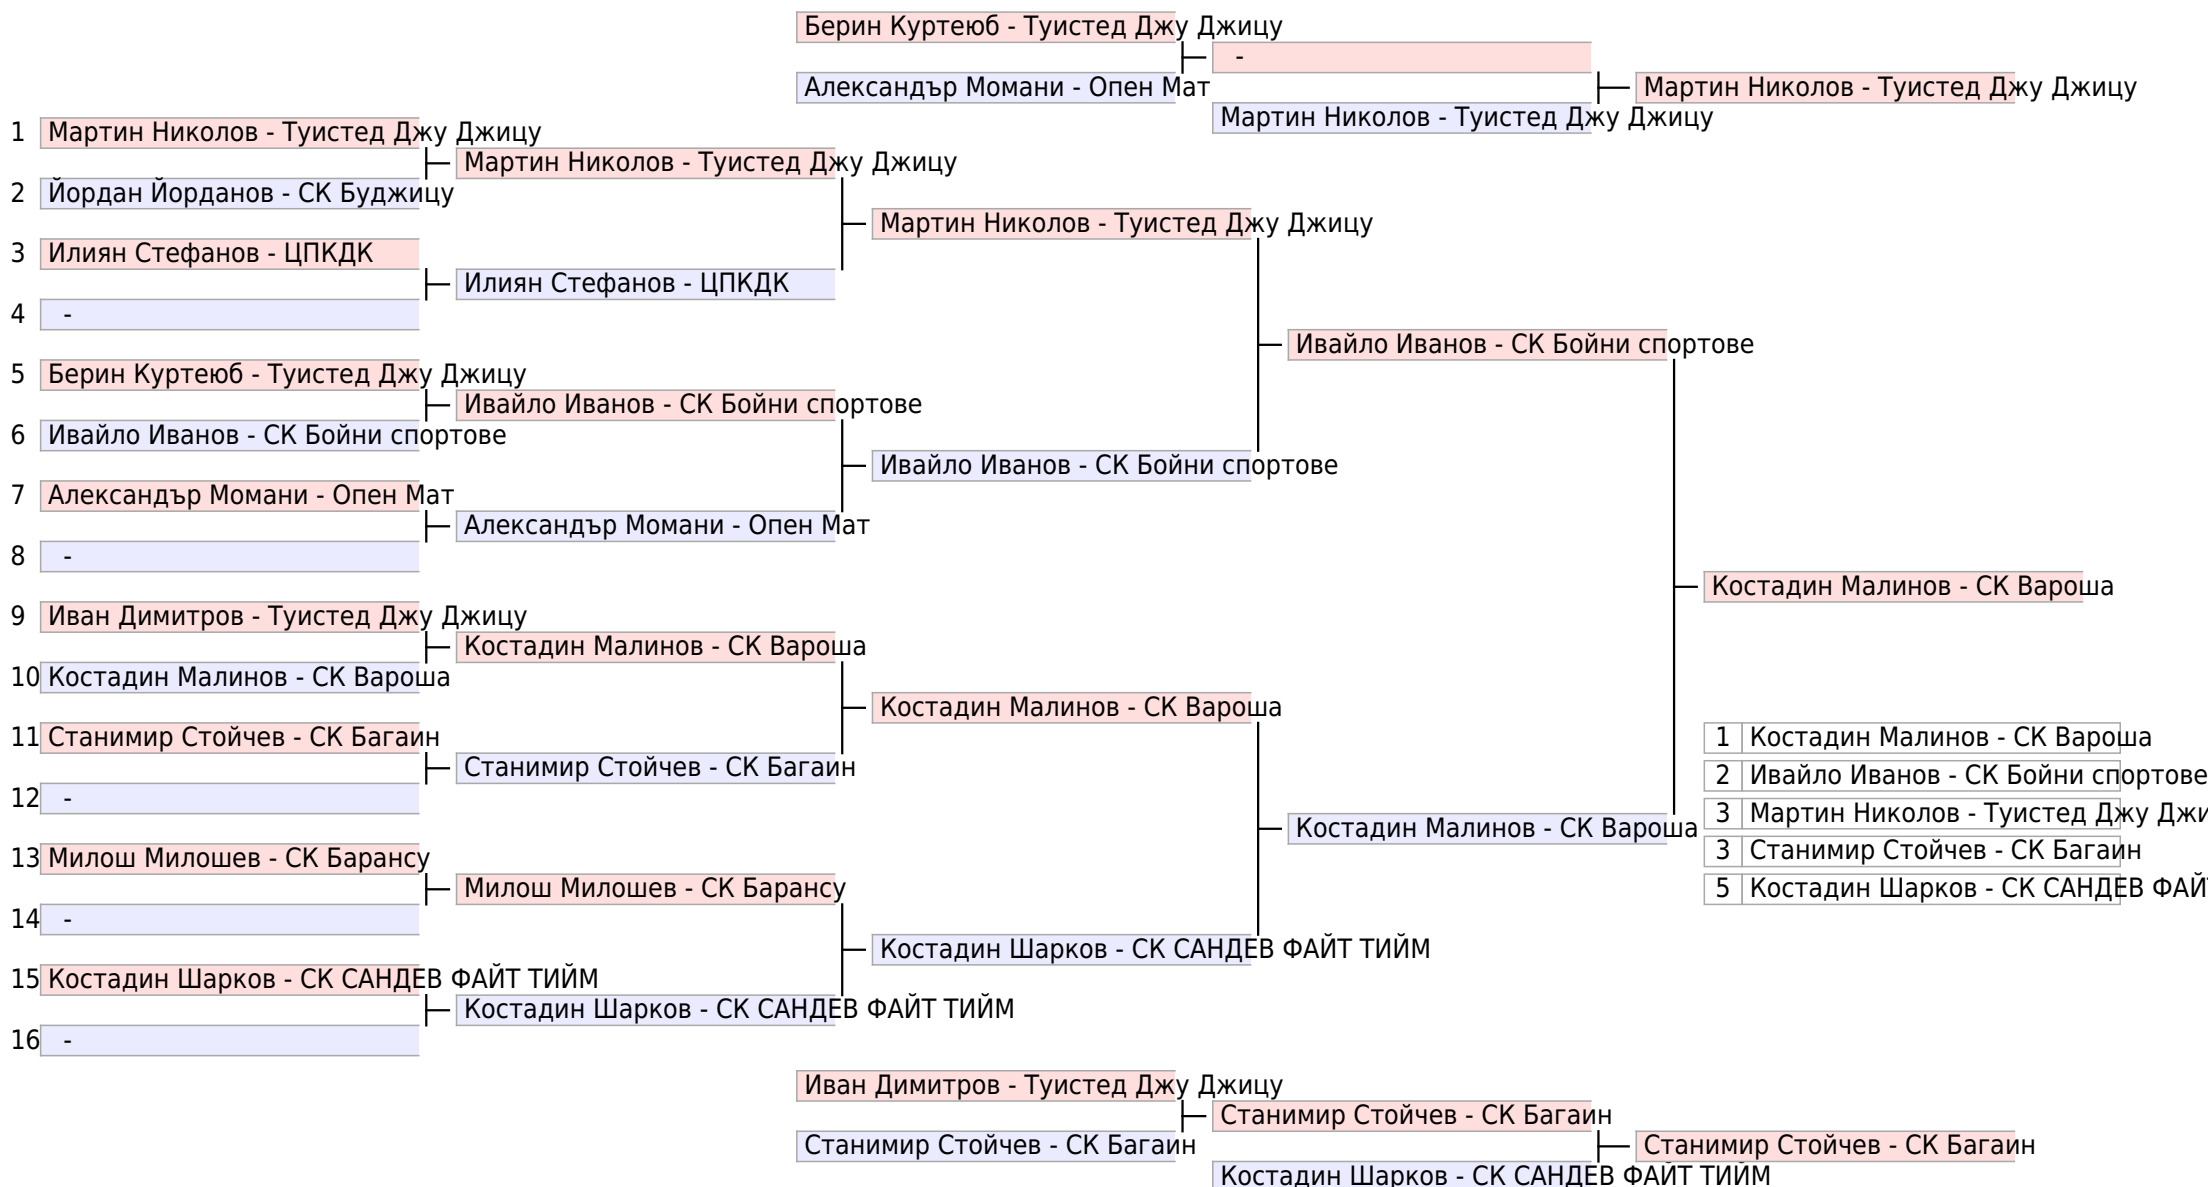 Берин Куртеюб - Туистед Джу Джицу
-
Александър Момани - Опен Мат
Мартин Николов - Туистед Джу Джицу
Мартин Николов - Туистед Джу Джицу
1 Мартин Николов - Туистед Джу Джицу
Мартин Николов - Туистед Джу Джицу
2 Йордан Йорданов - СК Буджицу
Мартин Николов - Туистед Джу Джицу
3 Илиян Стефанов - ЦПКДК
Илиян Стефанов - ЦПКДК
4 -
Ивайло Иванов - СК Бойни спортове
5 Берин Куртеюб - Туистед Джу Джицу
Ивайло Иванов - СК Бойни спортове
6 Ивайло Иванов - СК Бойни спортове
Ивайло Иванов - СК Бойни спортове
7 Александър Момани - Опен Мат
Александър Момани - Опен Мат
8 -
Костадин Малинов - СК Вароша
9 Иван Димитров - Туистед Джу Джицу
Костадин Малинов - СК Вароша
10 Костадин Малинов - СК Вароша
Костадин Малинов - СК Вароша
11 Станимир Стойчев - СК Багаин
Станимир Стойчев - СК Багаин
12 -
Костадин Малинов - СК Вароша
1 Костадин Малинов - СК Вароша
2 Ивайло Иванов - СК Бойни спортове
3 Мартин Николов - Туистед Джу Джи
3 Станимир Стойчев - СК Багаин
5 Костадин Шарков - СК САНДЕВ ФАЙТ
13 Милош Милошев - СК Барансу
Милош Милошев - СК Барансу
14 -
Костадин Шарков - СК САНДЕВ ФАЙТ ТИЙМ
15 Костадин Шарков - СК САНДЕВ ФАЙТ ТИЙМ
Костадин Шарков - СК САНДЕВ ФАЙТ ТИЙМ
16 -
Иван Димитров - Туистед Джу Джицу
Станимир Стойчев - СК Багаин
Станимир Стойчев - СК Багаин
Станимир Стойчев - СК Багаин
Костадин Шарков - СК САНДЕВ ФАЙТ ТИЙМ